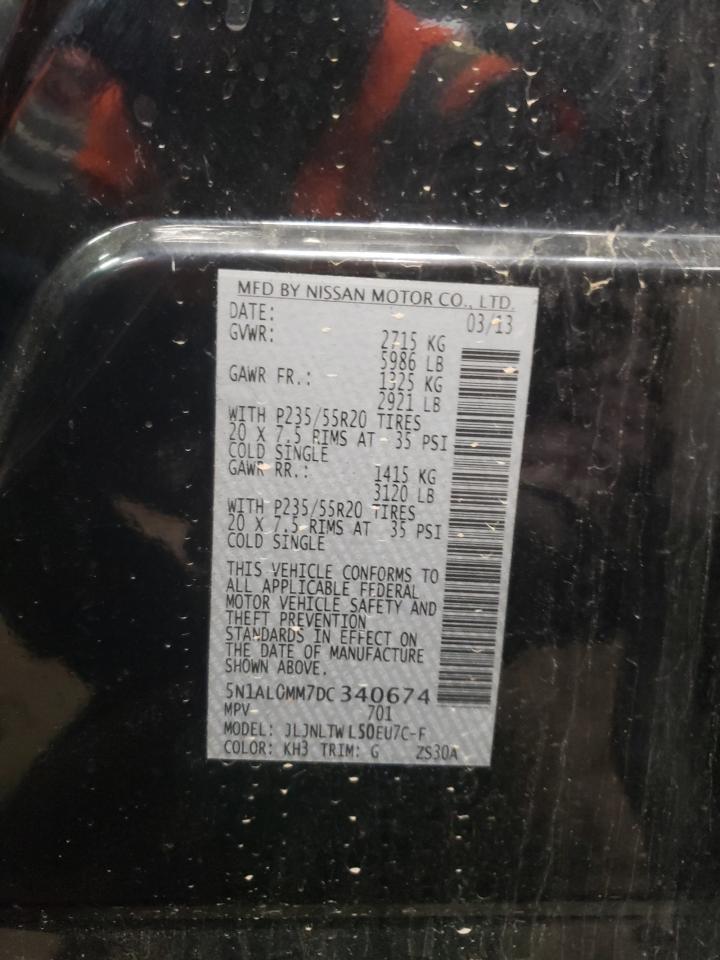 MFD BY NISSAN MOTOR CO., LTD.
DATE: 03/13
GVWR: 2715 KG
5986 LB
GAWR FR.: 1325 KG
2921 LB
WITH P235/55R20 TIRES
20 X 7.5 RIMS AT 35 PSI
COLD SINGLE
GAWR RR.: 1415 KG
3120 LB
WITH P235/55R20 TIRES
20 X 7.5 RIMS AT 35 PSI
COLD SINGLE
THIS VEHICLE CONFORMS TO
ALL APPLICABLE FEDERAL
MOTOR VEHICLE SAFETY AND
THEFT PREVENTION
STANDARDS IN EFFECT ON
THE DATE OF MANUFACTURE
SHOWN ABOVE.
5N1AL0MM7DC340674
MPV 701
MODEL: JLJNLTWL50EU7C-F
COLOR: KH3 TRIM: G ZS30A